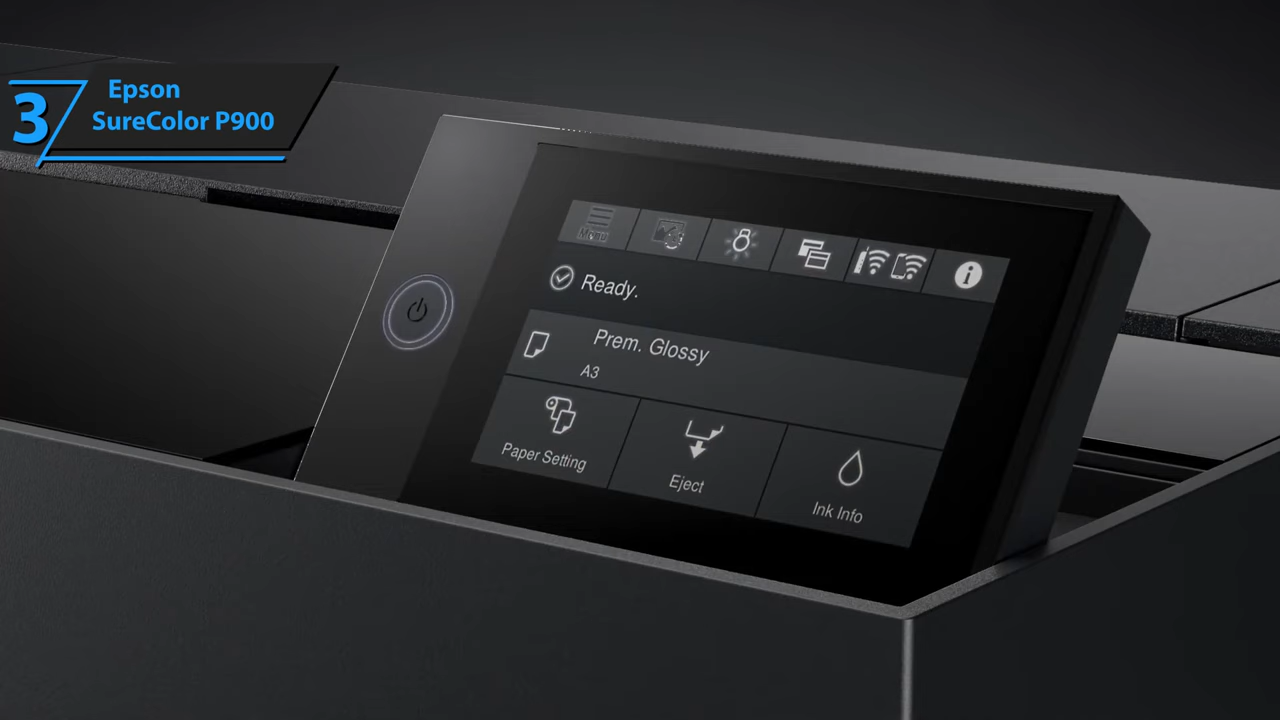 3
Epson
SureColor P900
Menu
Ready.
Prem. Glossy
A3
Paper Setting
Eject
Ink Info